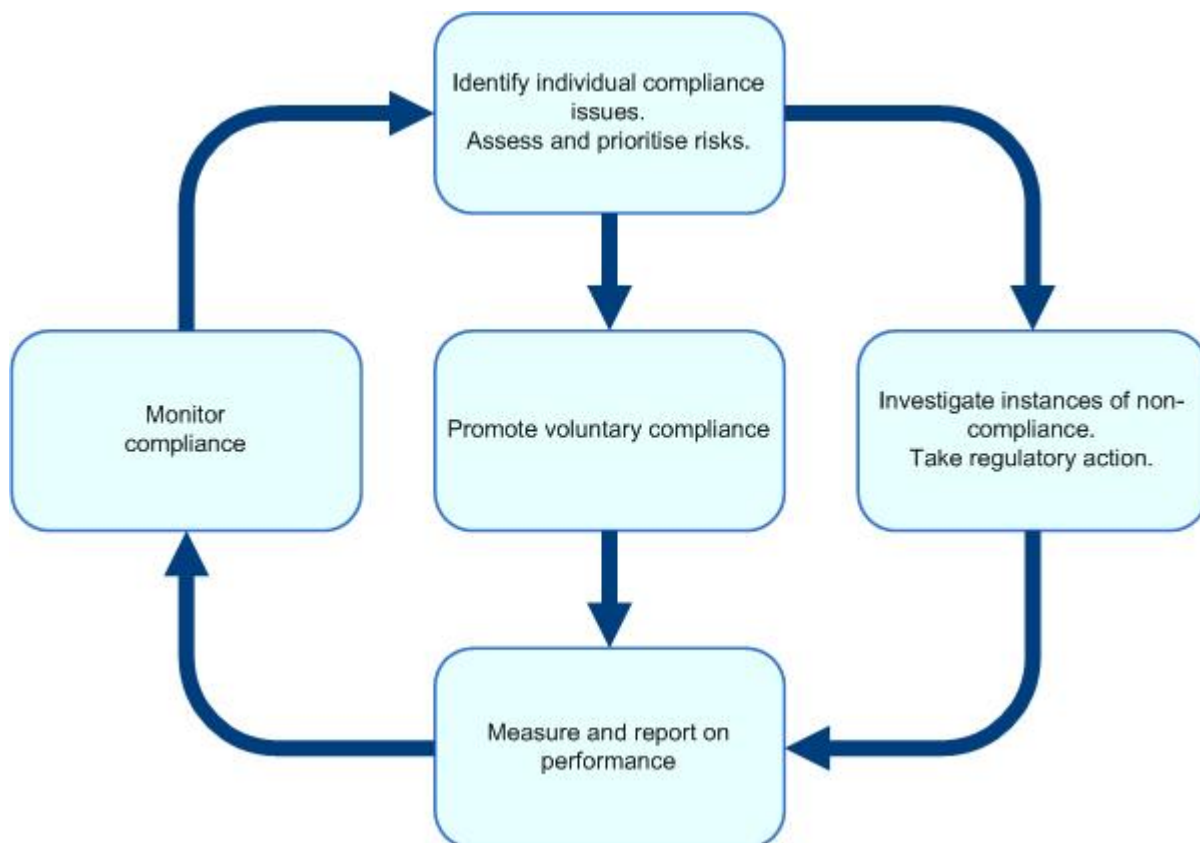 Identify individual compliance
issues.
Assess and prioritise risks.
Monitor
compliance
Promote voluntary compliance
Investigate instances of non-
compliance.
Take regulatory action.
Measure and report on
performance